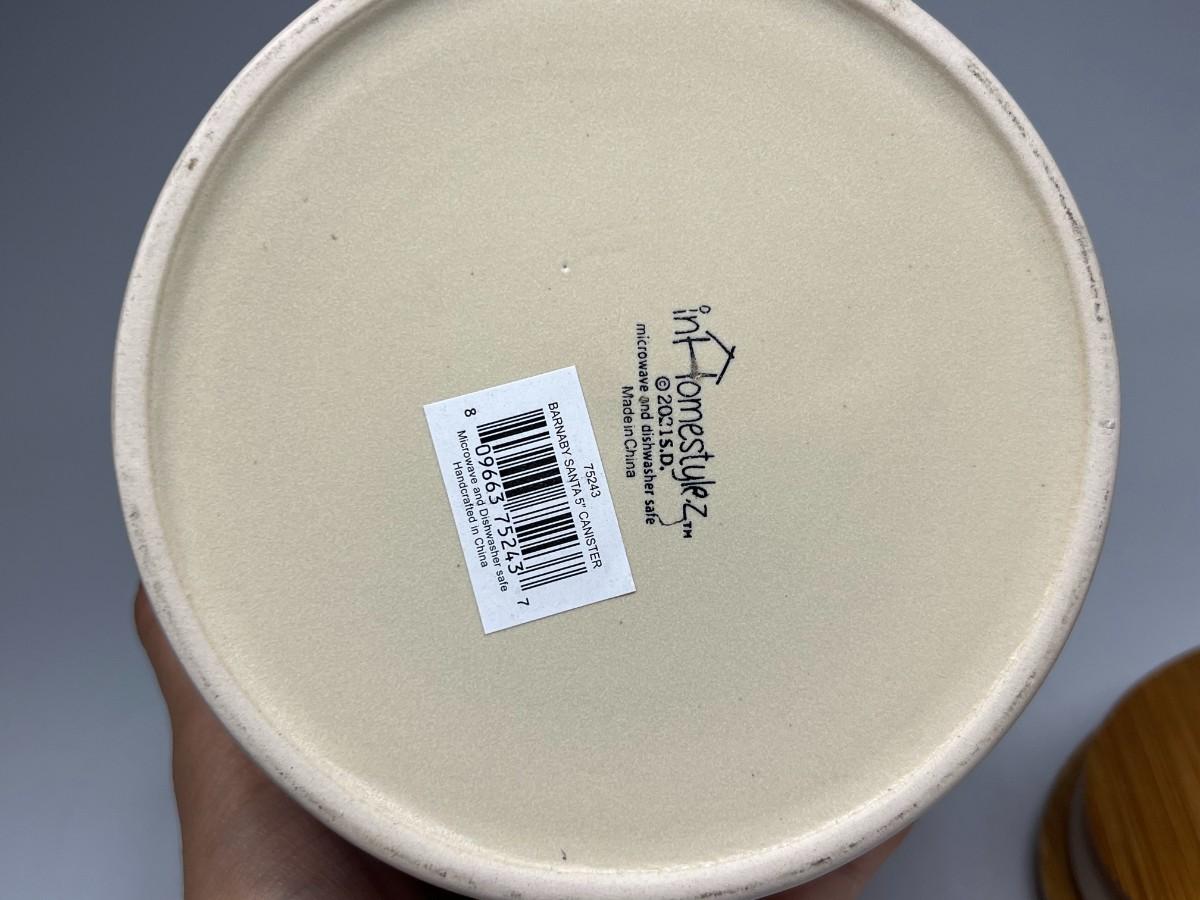 inHomestylez™
© 2021 S.D.
microwave and dishwasher safe
Made in China
75243
BARNABY SANTA 5" CANISTER
8 09663 75243 7
Microwave and Dishwasher safe
Handcrafted in China